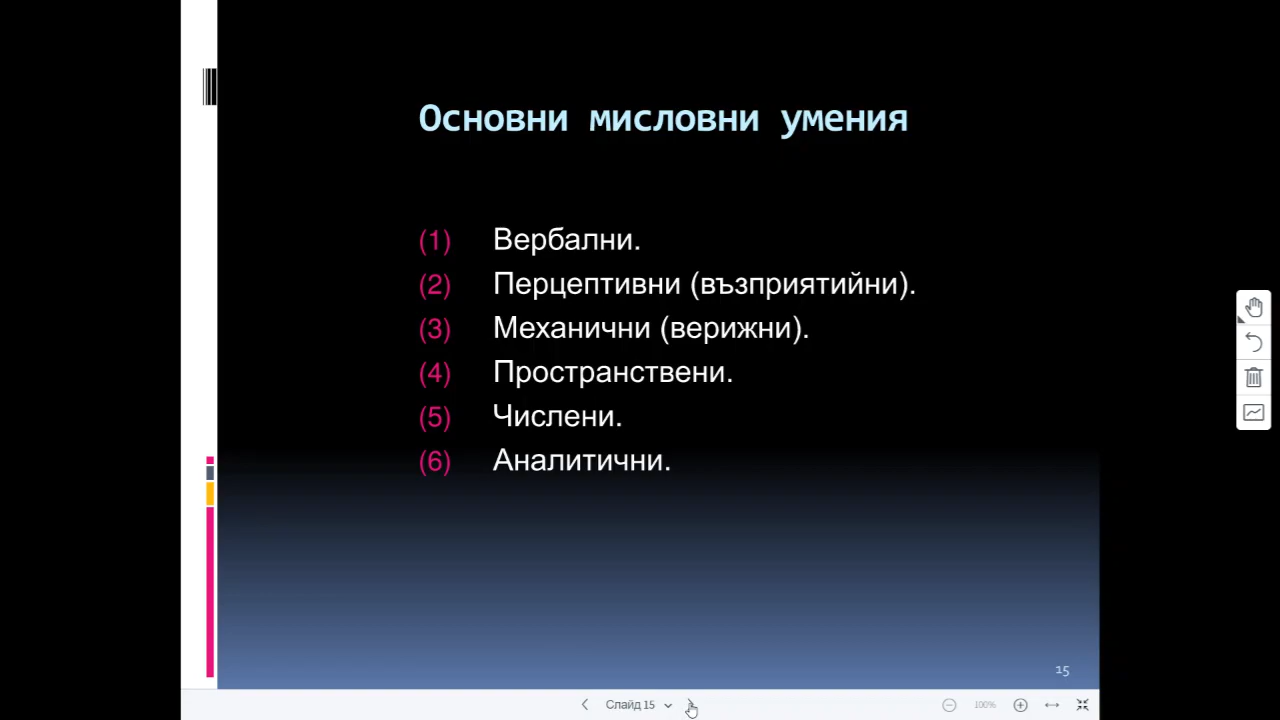 Основни мисловни умения
(1) Вербални.
(2) Перцептивни (възприятийни).
(3) Механични (верижни).
(4) Пространствени.
(5) Числени.
(6) Аналитични.
15
Слайд 15
100%